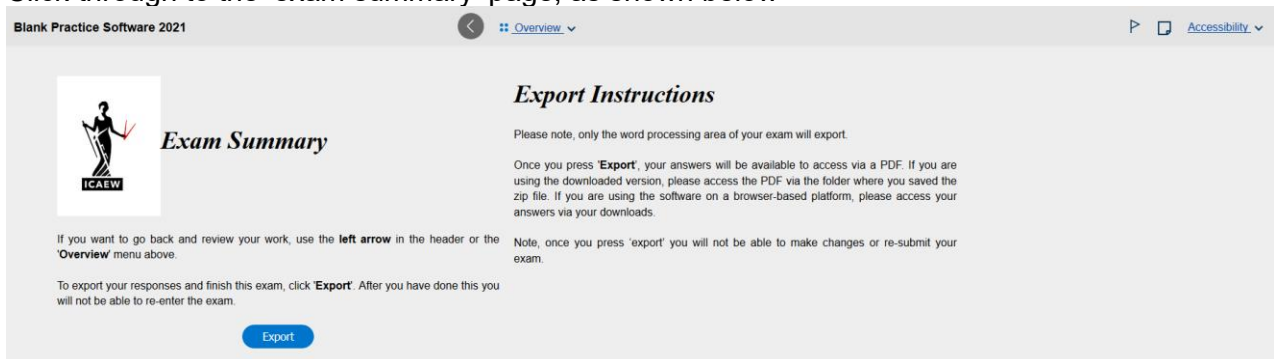 Click through to the 'exam summary' page, as shown below
Blank Practice Software 2021
Overview
Accessibility
ICAEW
Exam Summary
If you want to go back and review your work, use the left arrow in the header or the
'Overview' menu above.
To export your responses and finish this exam, click 'Export'. After you have done this you
will not be able to re-enter the exam.
Export
Export Instructions
Please note, only the word processing area of your exam will export.
Once you press 'Export', your answers will be available to access via a PDF. If you are
using the downloaded version, please access the PDF via the folder where you saved the
zip file. If you are using the software on a browser-based platform, please access your
answers via your downloads.
Note, once you press 'export' you will not be able to make changes or re-submit your
exam.